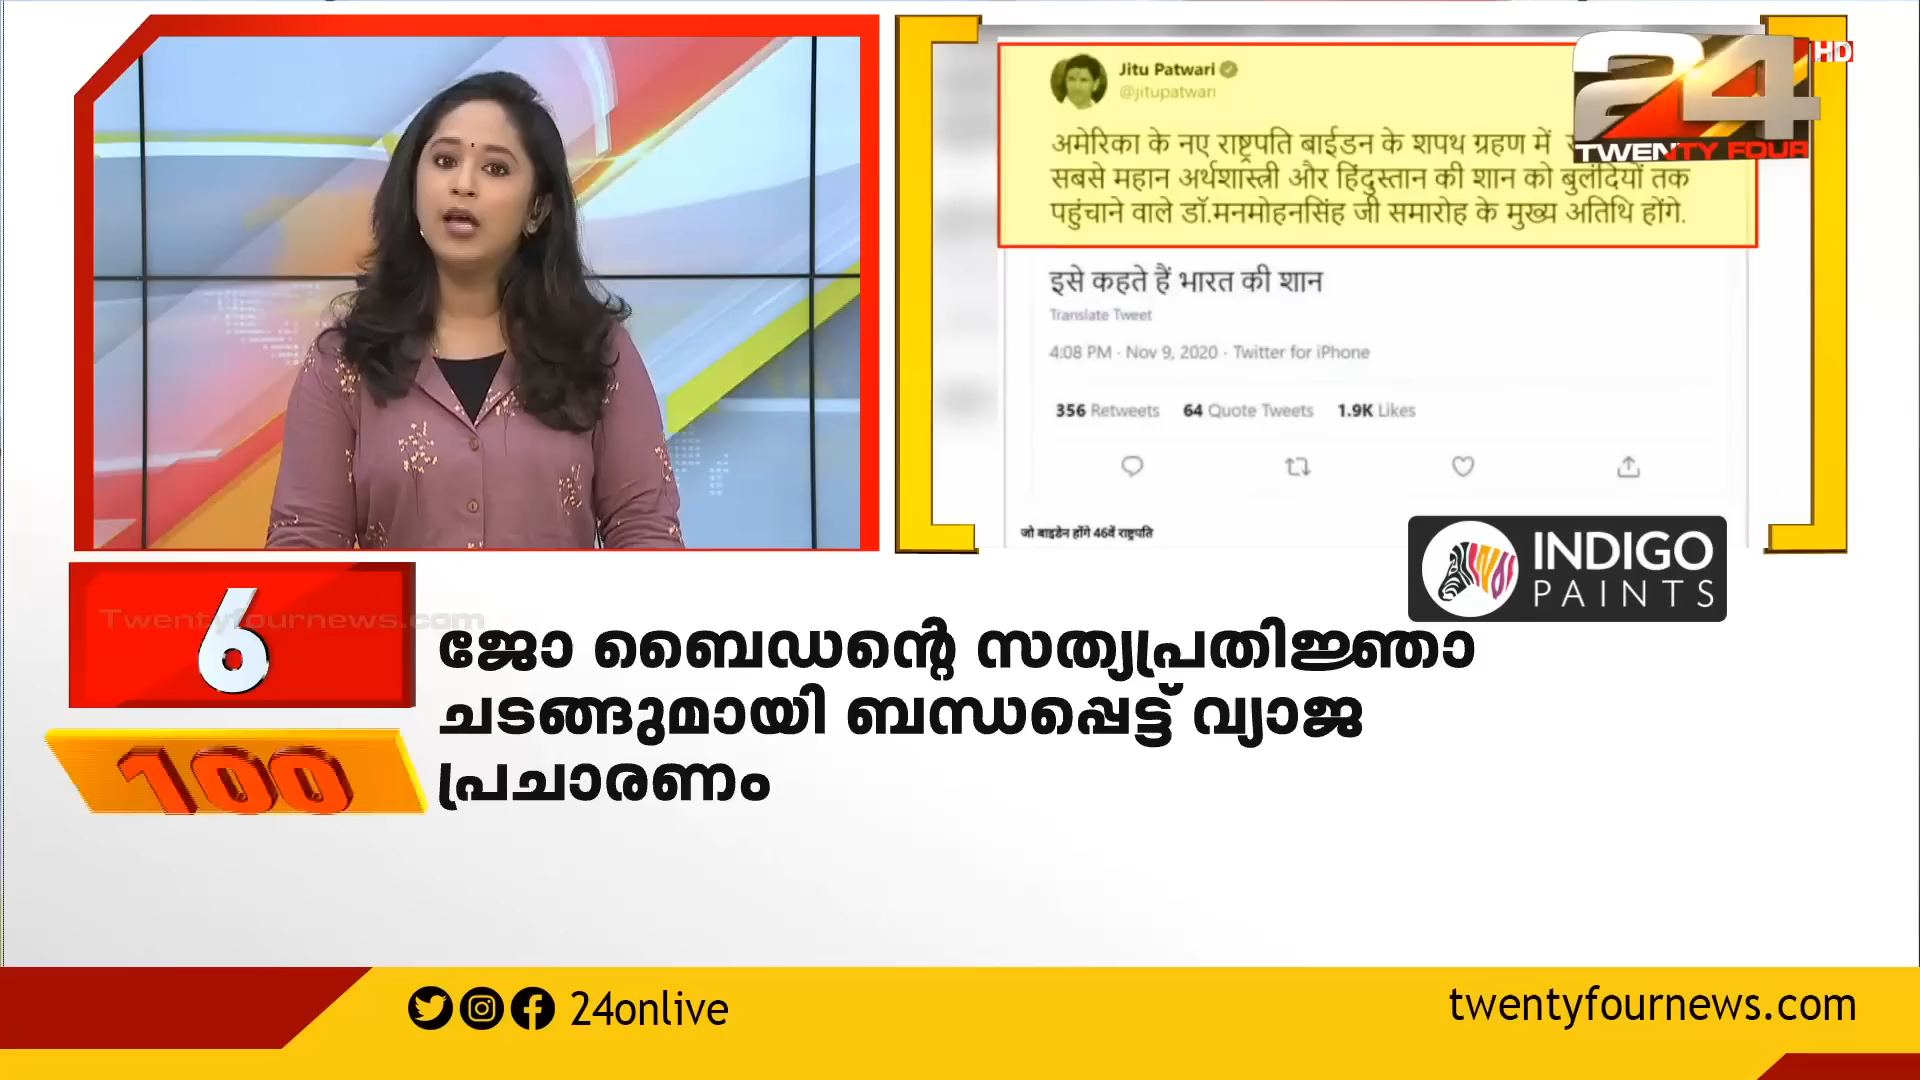 Jitu Patwari
@jitupatwari
अमेरिका के नए राष्ट्रपति बाईडन के शपथ ग्रहण में
सबसे महान अर्थशास्त्री और हिंदुस्तान की शान को बुलंदियों तक
पहुंचाने वाले डॉ.मनमोहनसिंह जी समारोह के मुख्य अतिथि होंगे.
इसे कहते हैं भारत की शान
Translate Tweet
4:08 PM · Nov 9, 2020 · Twitter for iPhone
356 Retweets 64 Quote Tweets 1.9K Likes
जो बाइडेन होंगे 46वें राष्ट्रपति
24 HD
TWENTY FOUR
INDIGO
PAINTS
6
Twentyfournews.com
100
ജോ ബൈഡന്റെ സത്യപ്രതിജ്ഞാ
ചടങ്ങുമായി ബന്ധപ്പെട്ട് വ്യാജ
പ്രചാരണം
24onlive
twentyfournews.com